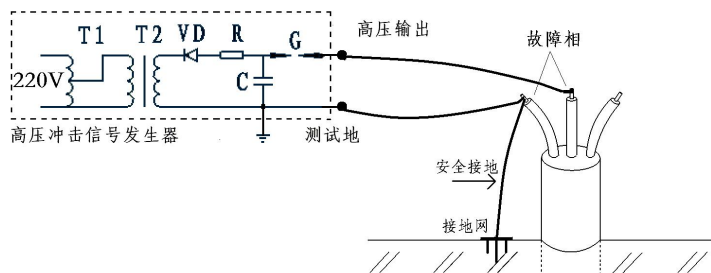 T1 T2 VD R G 高压输出
故障相
220V
C
高压冲击信号发生器 测试地
安全接地
接地网